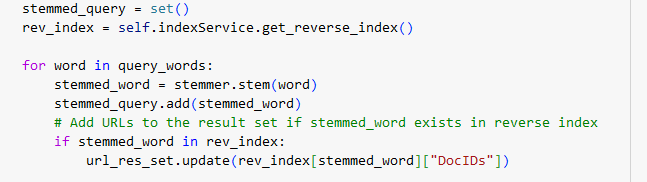 stemmed_query = set()
rev_index = self.indexService.get_reverse_index()
for word in query_words:
    stemmed_word = stemmer.stem(word)
    stemmed_query.add(stemmed_word)
    # Add URLs to the result set if stemmed_word exists in reverse index
    if stemmed_word in rev_index:
        url_res_set.update(rev_index[stemmed_word]["DocIDs"])